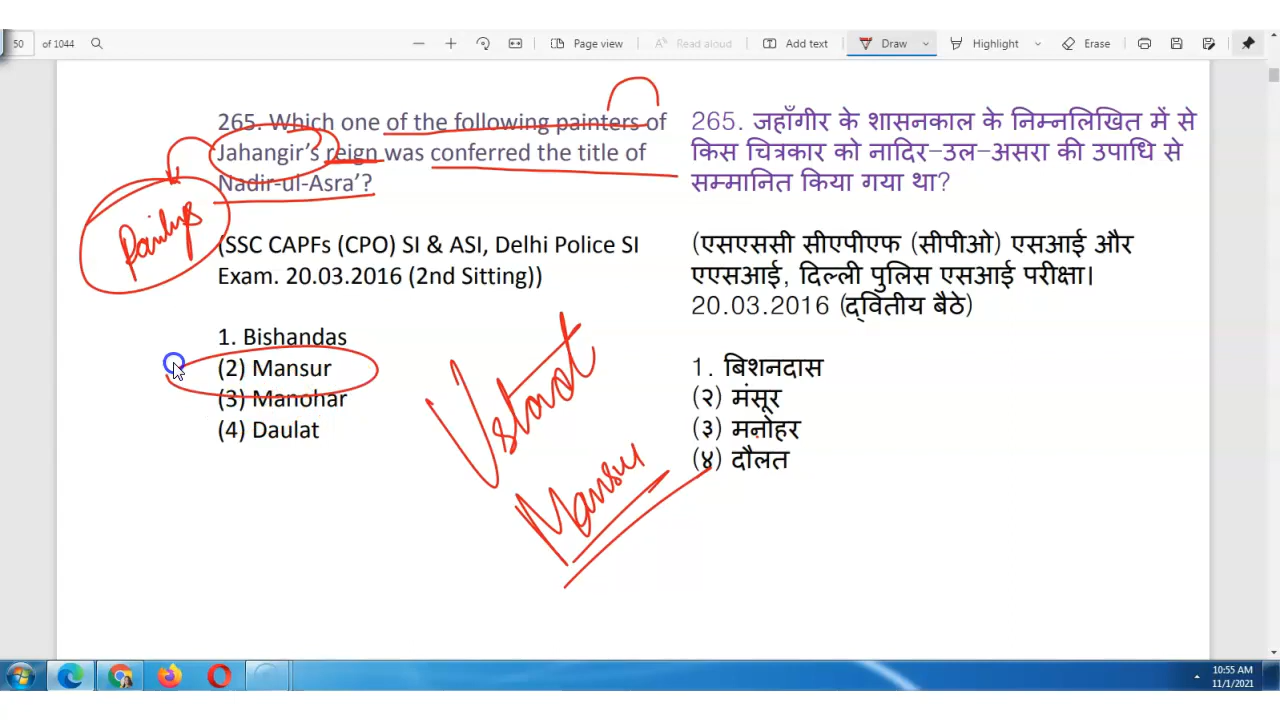 50 of 1044
Page view
Read aloud
Add text
Draw
Highlight
Erase
265. Which one of the following painters of
Jahangir's reign was conferred the title of
Nadir-ul-Asra'?
(SSC CAPFs (CPO) SI & ASI, Delhi Police SI
Exam. 20.03.2016 (2nd Sitting))
1. Bishandas
(2) Mansur
(3) Manohar
(4) Daulat
Ustaad
Mansur
265. जहाँगीर के शासनकाल के निम्नलिखित में से
किस चित्रकार को नादिर-उल-असरा की उपाधि से
सम्मानित किया गया था?
(एसएससी सीएपीएफ (सीपीओ) एसआई और
एएसआई, दिल्ली पुलिस एसआई परीक्षा।
20.03.2016 (द्वितीय बैठे)
1. बिशनदास
(२) मंसूर
(३) मनोहर
(४) दौलत
10:55 AM
11/1/2021